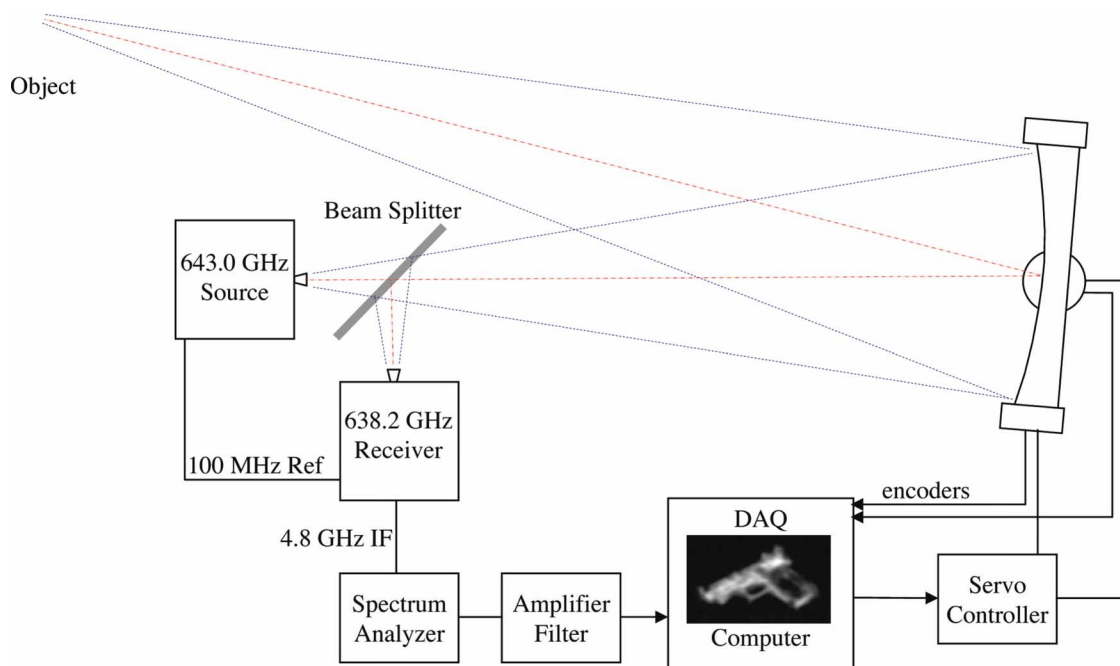 Object
Beam Splitter
643.0 GHz
Source
638.2 GHz
Receiver
100 MHz Ref
4.8 GHz IF
encoders
DAQ
Computer
Spectrum
Analyzer
Amplifier
Filter
Servo
Controller